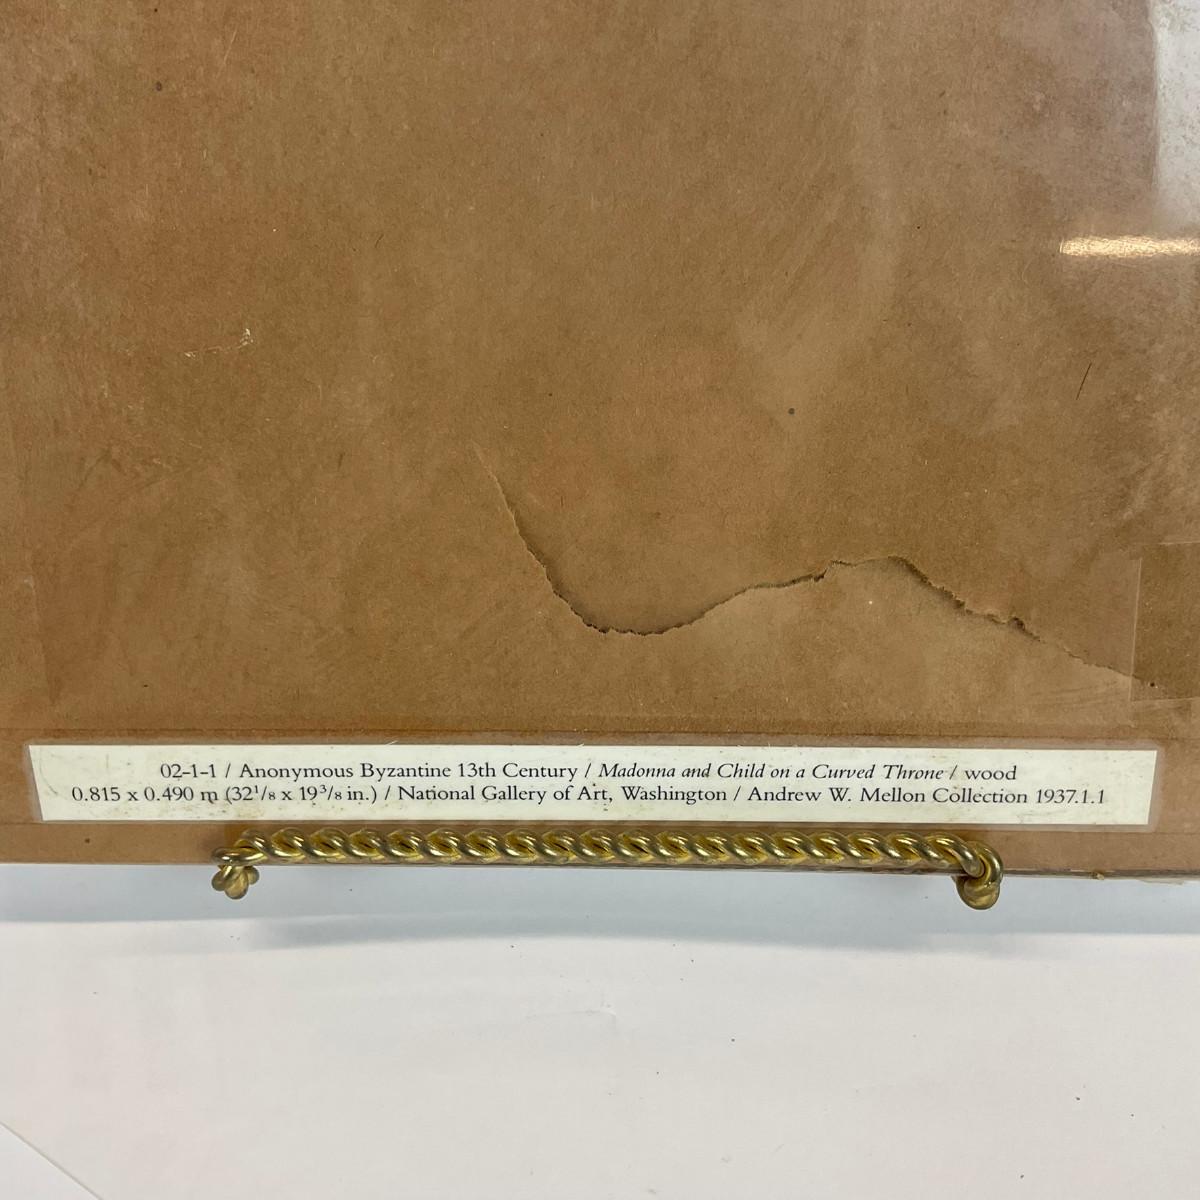 02-1-1 / Anonymous Byzantine 13th Century / Madonna and Child on a Curved Throne / wood
0.815 x 0.490 m (32¹/₈ x 19³/₈ in.) / National Gallery of Art, Washington / Andrew W. Mellon Collection 1937.1.1